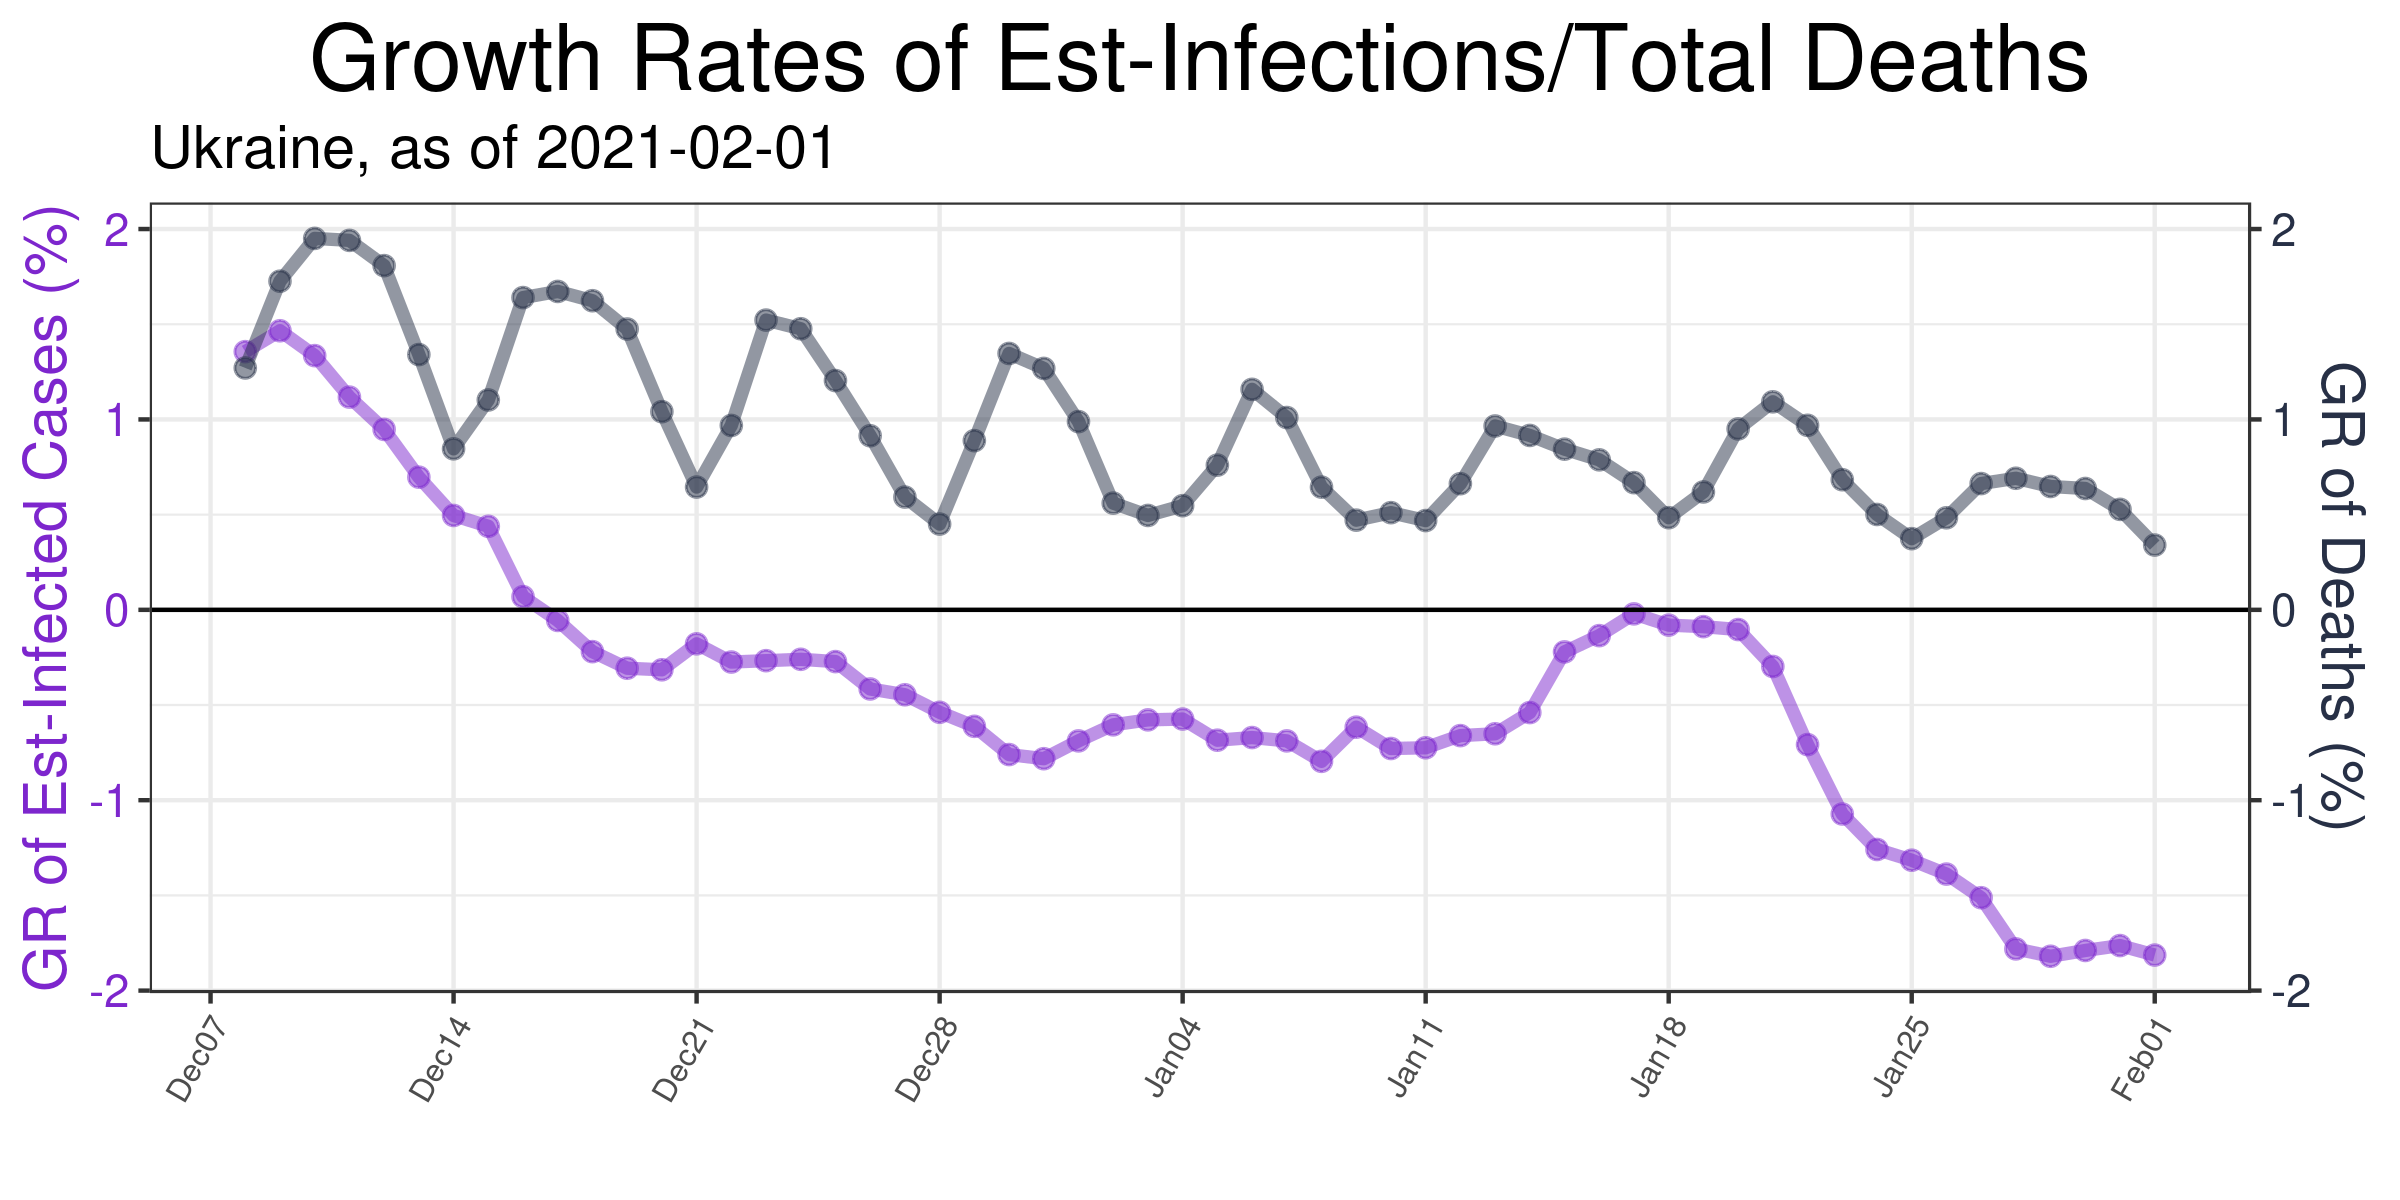 Growth Rates of Est-Infections/Total Deaths
Ukraine, as of 2021-02-01
GR of Est-Infected Cases (%)
2
1
0
-1
-2
2
1
0
-1
-2
GR of Deaths (%)
Dec07
Dec14
Dec21
Dec28
Jan04
Jan11
Jan18
Jan25
Feb01